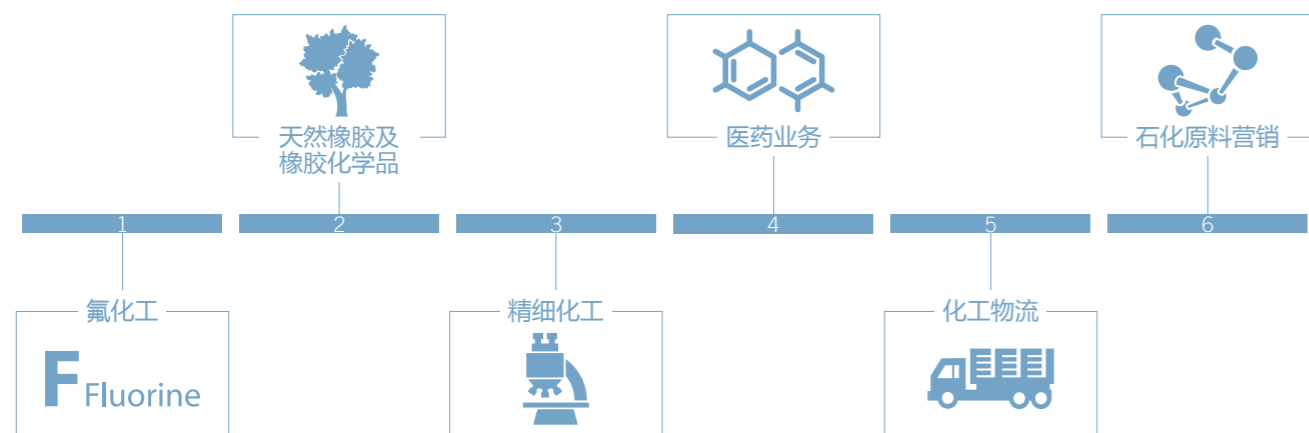 天然橡胶及
橡胶化学品
医药业务
石化原料营销
1
2
3
4
5
6
氟化工
精细化工
化工物流
F Fluorine